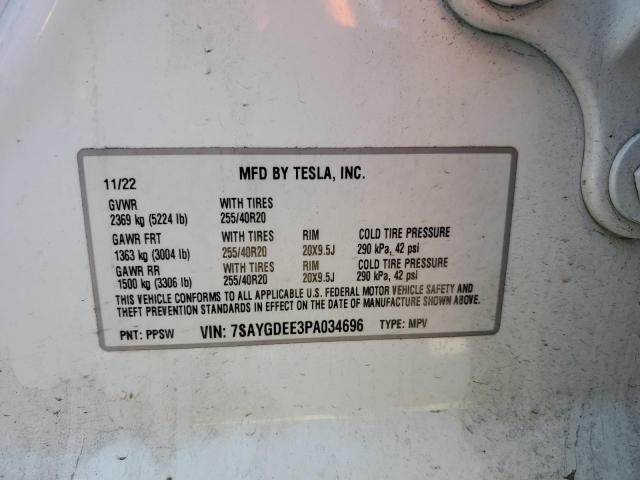 MFD BY TESLA, INC.
11/22
GVWR WITH TIRES
2369 kg (5224 lb) 255/40R20
GAWR FRT WITH TIRES RIM COLD TIRE PRESSURE
1363 kg (3004 lb) 255/40R20 20X9.5J 290 kPa, 42 psi
GAWR RR WITH TIRES RIM COLD TIRE PRESSURE
1500 kg (3306 lb) 255/40R20 20X9.5J 290 kPa, 42 psi
THIS VEHICLE CONFORMS TO ALL APPLICABLE U.S. FEDERAL MOTOR VEHICLE SAFETY AND
THEFT PREVENTION STANDARDS IN EFFECT ON THE DATE OF MANUFACTURE SHOWN ABOVE.
PNT: PPSW VIN: 7SAYGDEE3PA034696 TYPE: MPV